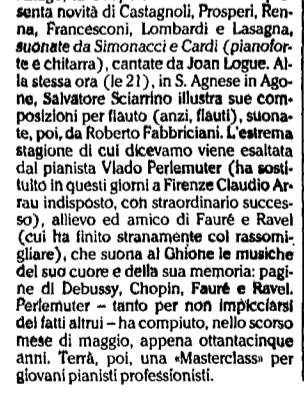 senta novità di Castagnoli, Prosperi, Ren-
na, Francesconi, Lombardi e Lasagna,
suonate da Simonacci e Cardi (pianofor-
te e chitarra), cantate da Joan Logue. Al-
la stessa ora (le 21), in S. Agnese in Ago-
ne, Salvatore Sciarrino illustra sue com-
posizioni per flauto (anzi, flauti), suona-
te, poi, da Roberto Fabbriciani. L'estrema
stagione di cui dicevamo viene esaltata
dal pianista Vlado Perlemuter (ha sosti-
tuito in questi giorni a Firenze Claudio Ar-
rau indisposto, con straordinario succes-
so), allievo ed amico di Fauré e Ravel
(cui ha finito stranamente col rassomi-
gliare), che suona al Ghione le musiche
del suo cuore e della sua memoria: pagi-
ne di Debussy, Chopin, Fauré e Ravel.
Perlemuter – tanto per non impicciarsi
dei fatti altrui – ha compiuto, nello scorso
mese di maggio, appena ottantacinque
anni. Terrà, poi, una «Masterclass» per
giovani pianisti professionisti.